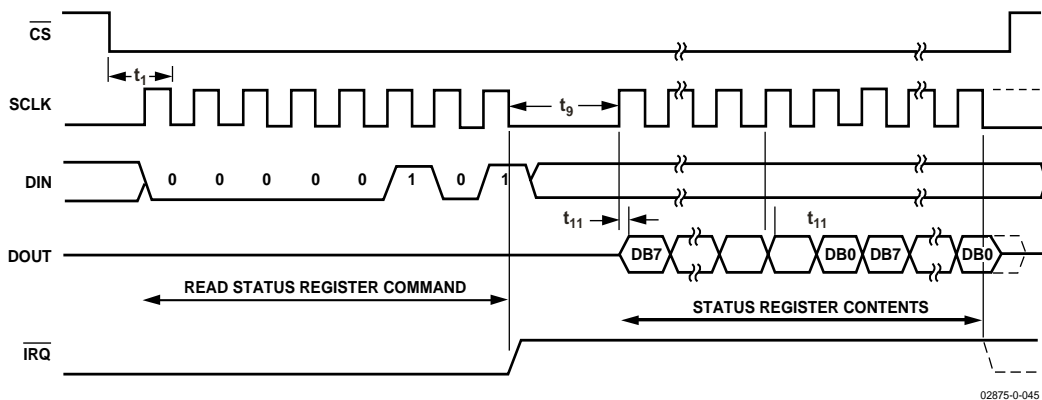 CS
t1
SCLK
t9
DIN
0 0 0 0 0 1 0 1
t11
t11
DOUT
DB7
DB0
DB7
DB0
READ STATUS REGISTER COMMAND
STATUS REGISTER CONTENTS
IRQ
02875-0-045